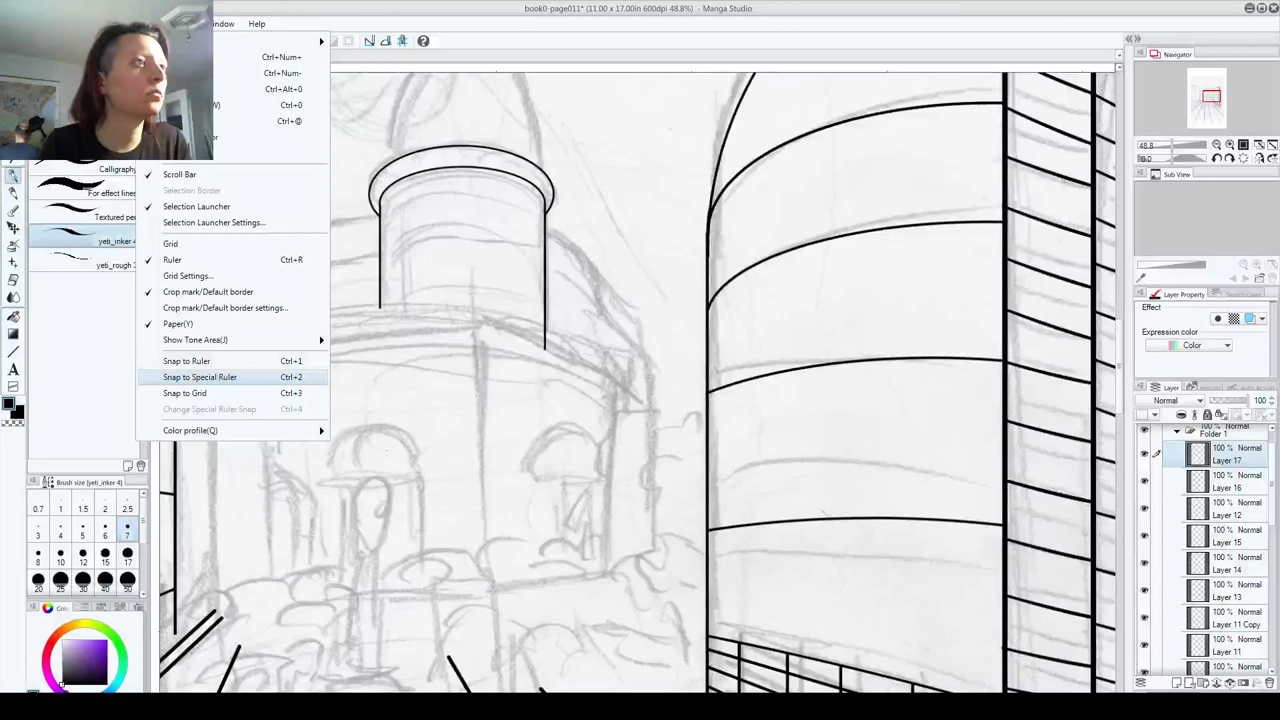 book0-page011* (11.00 x 17.00in 600dpi 48.8%) - Manga Studio
Help
Ctrl+Num+
Ctrl+Num-
Ctrl+Alt+0
Ctrl+0
Ctrl+@
Scroll Bar
Selection Border
Selection Launcher
Selection Launcher Settings...
Grid
Ruler Ctrl+R
Grid Settings...
Crop mark/Default border
Crop mark/Default border settings...
Paper(Y)
Show Tone Area(J)
Snap to Ruler Ctrl+1
Snap to Special Ruler Ctrl+2
Snap to Grid Ctrl+3
Change Special Ruler Snap Ctrl+4
Color profile(Q)
Calligraphy
For effect lines
Textured pen
yeti_inker 4
yeti_rough
Brush size [yeti_inker 4]
0.7 1 1.5 2 2.5
3 4 5 6 7
8 10 12 15 17
20 25 30 40 50
Navigator
48.8
0.0
Sub View
Layer Property
Effect
Expression color
Color
Layer
Normal 100
100 % Normal
Folder 1
100 % Normal
Layer 17
100 % Normal
Layer 16
100 % Normal
Layer 12
100 % Normal
Layer 15
100 % Normal
Layer 14
100 % Normal
Layer 13
100 % Normal
Layer 11 Copy
100 % Normal
Layer 11
100 % Normal